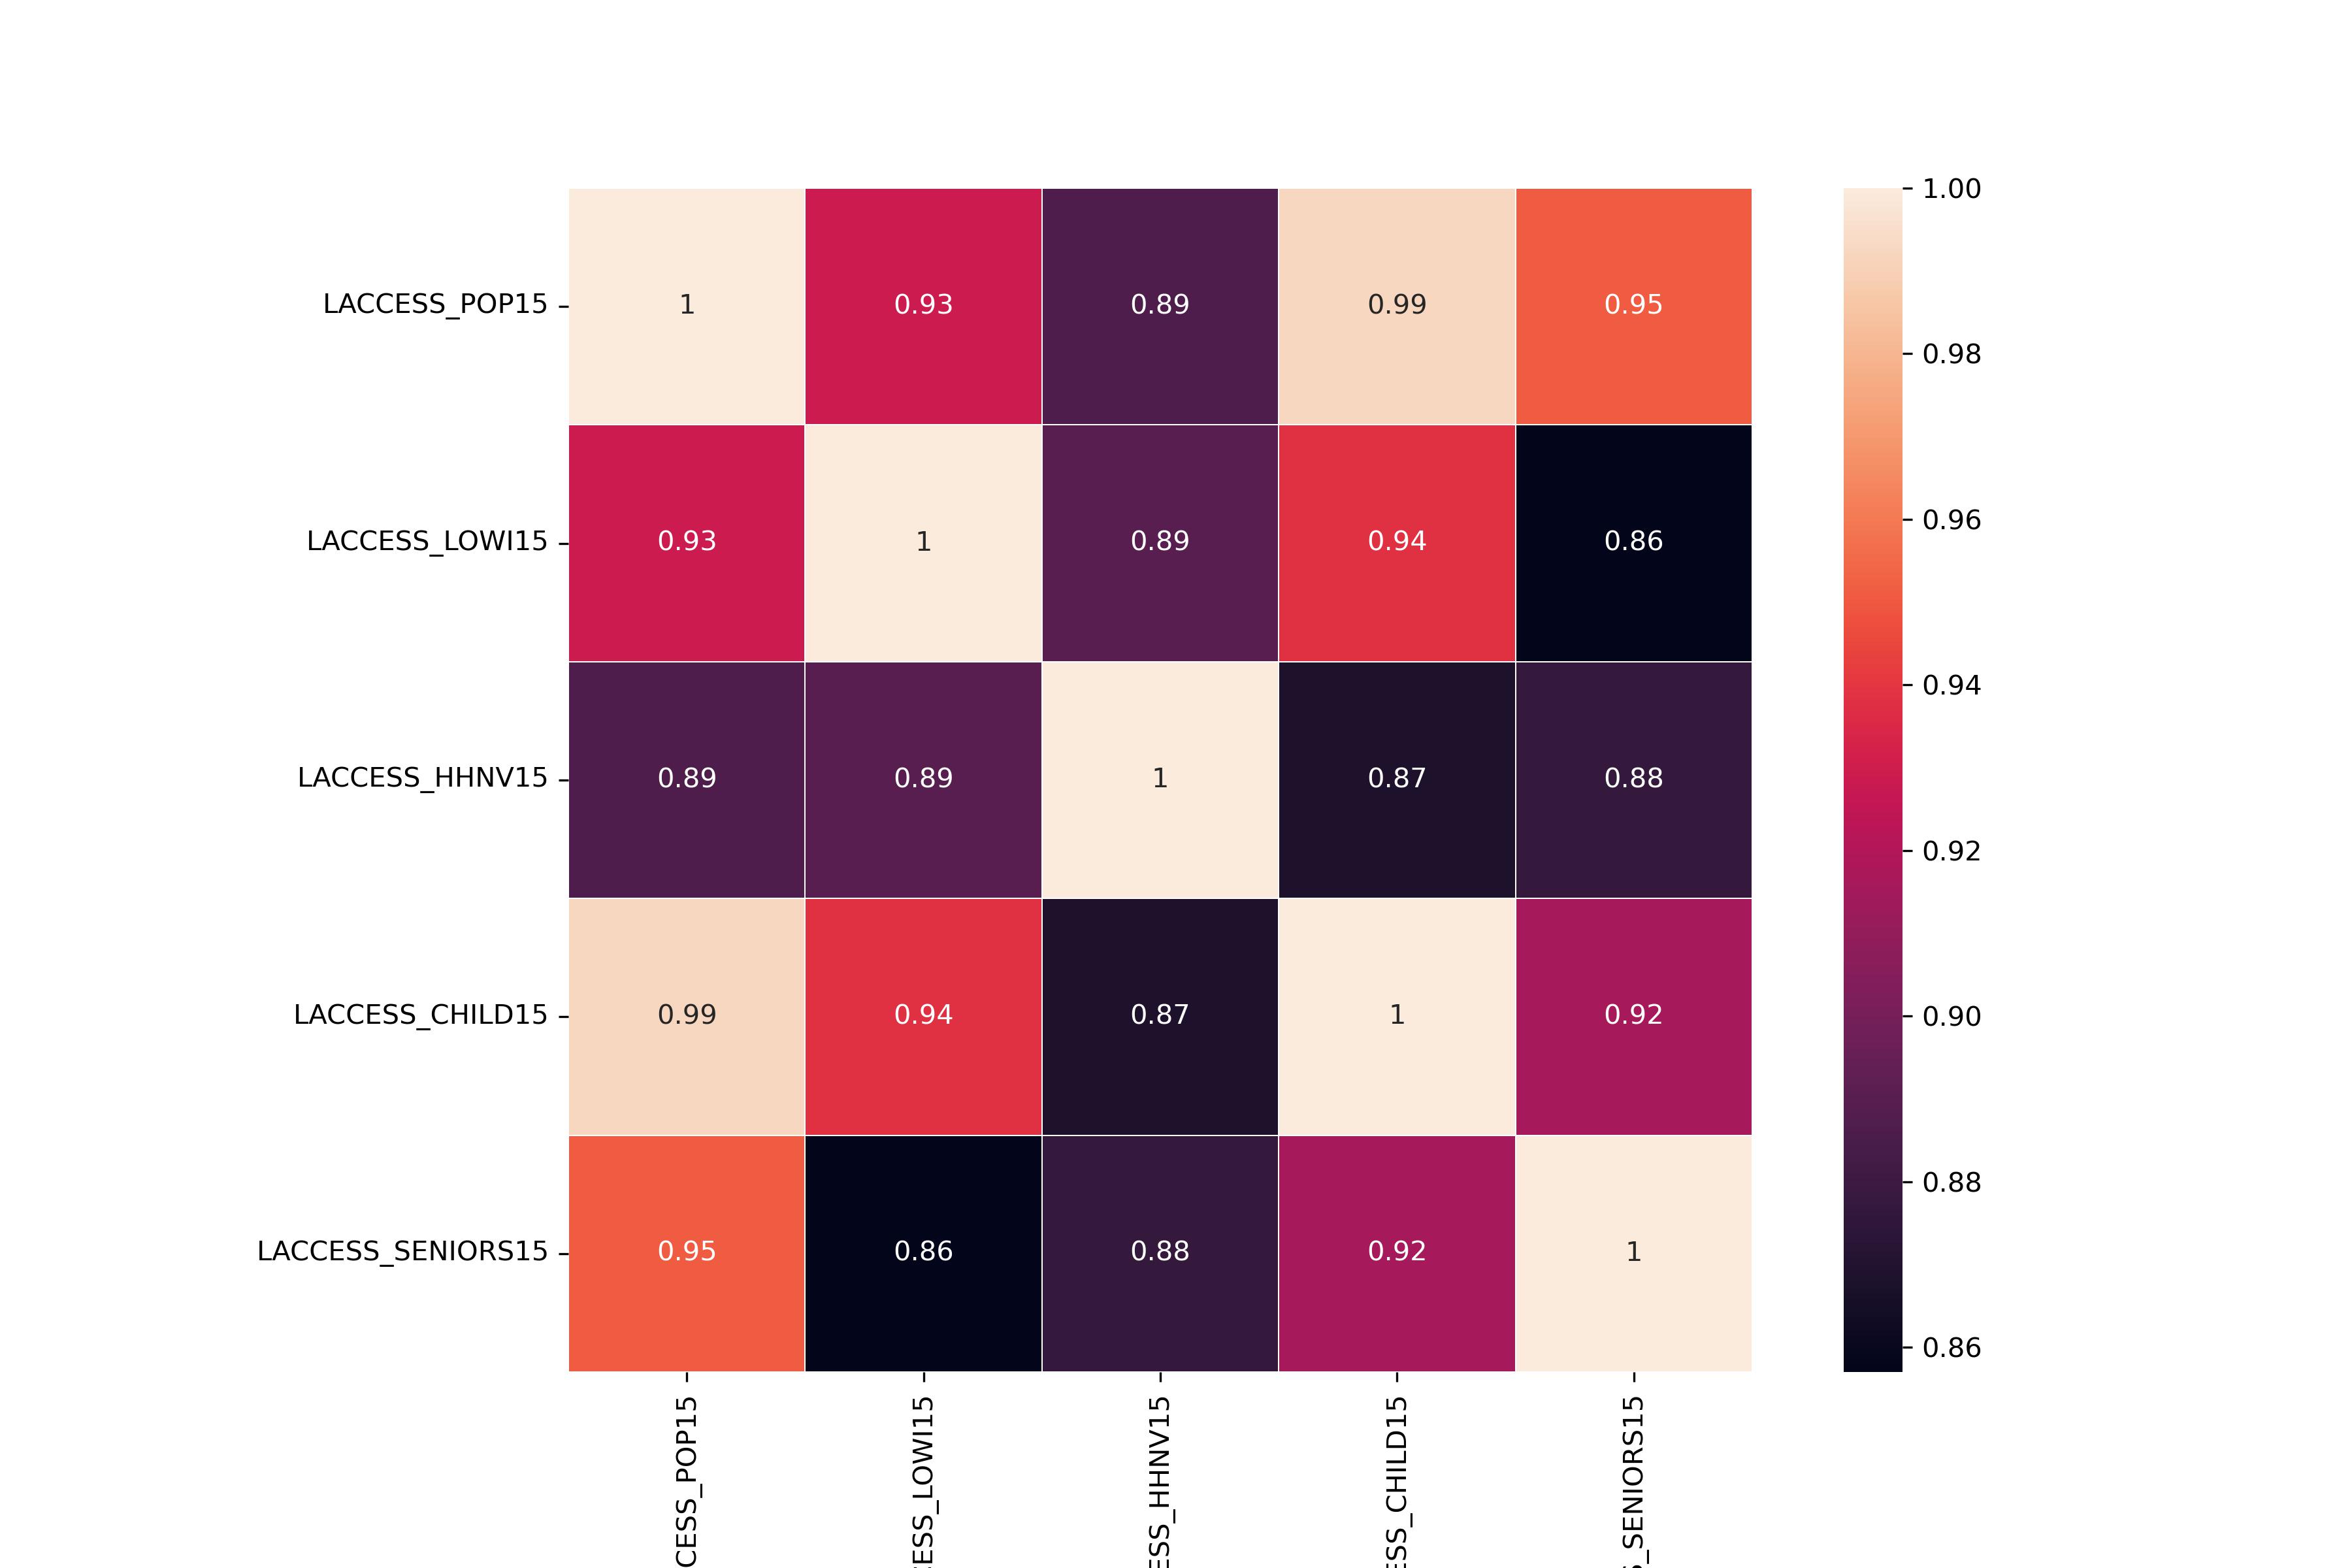 1.00
LACCESS_POP15 1 0.93 0.89 0.99 0.95
0.98
0.96
LACCESS_LOWI15 0.93 1 0.89 0.94 0.86
0.94
LACCESS_HHNV15 0.89 0.89 1 0.87 0.88
0.92
LACCESS_CHILD15 0.99 0.94 0.87 1 0.92
0.90
0.88
LACCESS_SENIORS15 0.95 0.86 0.88 0.92 1
0.86
CESS_POP15
ESS_LOWI15
ESS_HHNV15
ESS_CHILD15
_SENIORS15